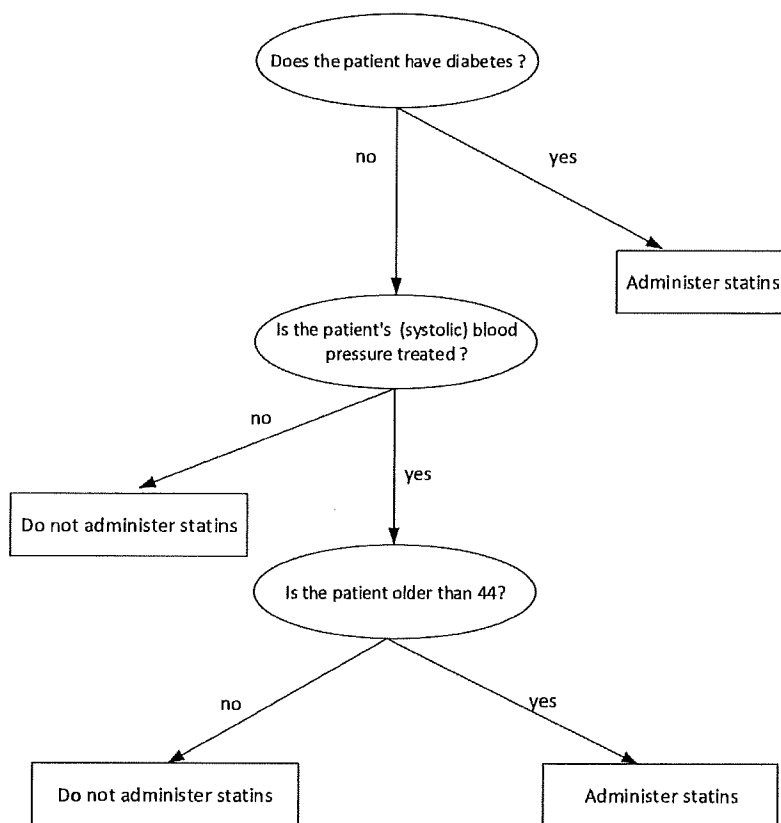 Does the patient have diabetes ?
no
yes
Administer statins
Is the patient's (systolic) blood
pressure treated ?
no
yes
Do not administer statins
Is the patient older than 44?
no
yes
Do not administer statins
Administer statins